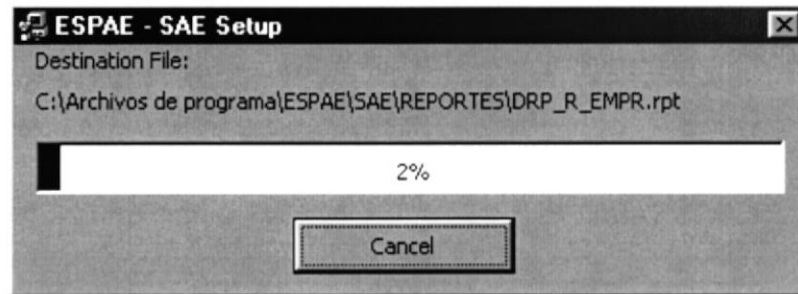 ESPAE - SAE Setup
Destination File:
C:\Archivos de programa\ESPAE\SAE\REPORTES\DRP_R_EMPR.rpt
2%
Cancel